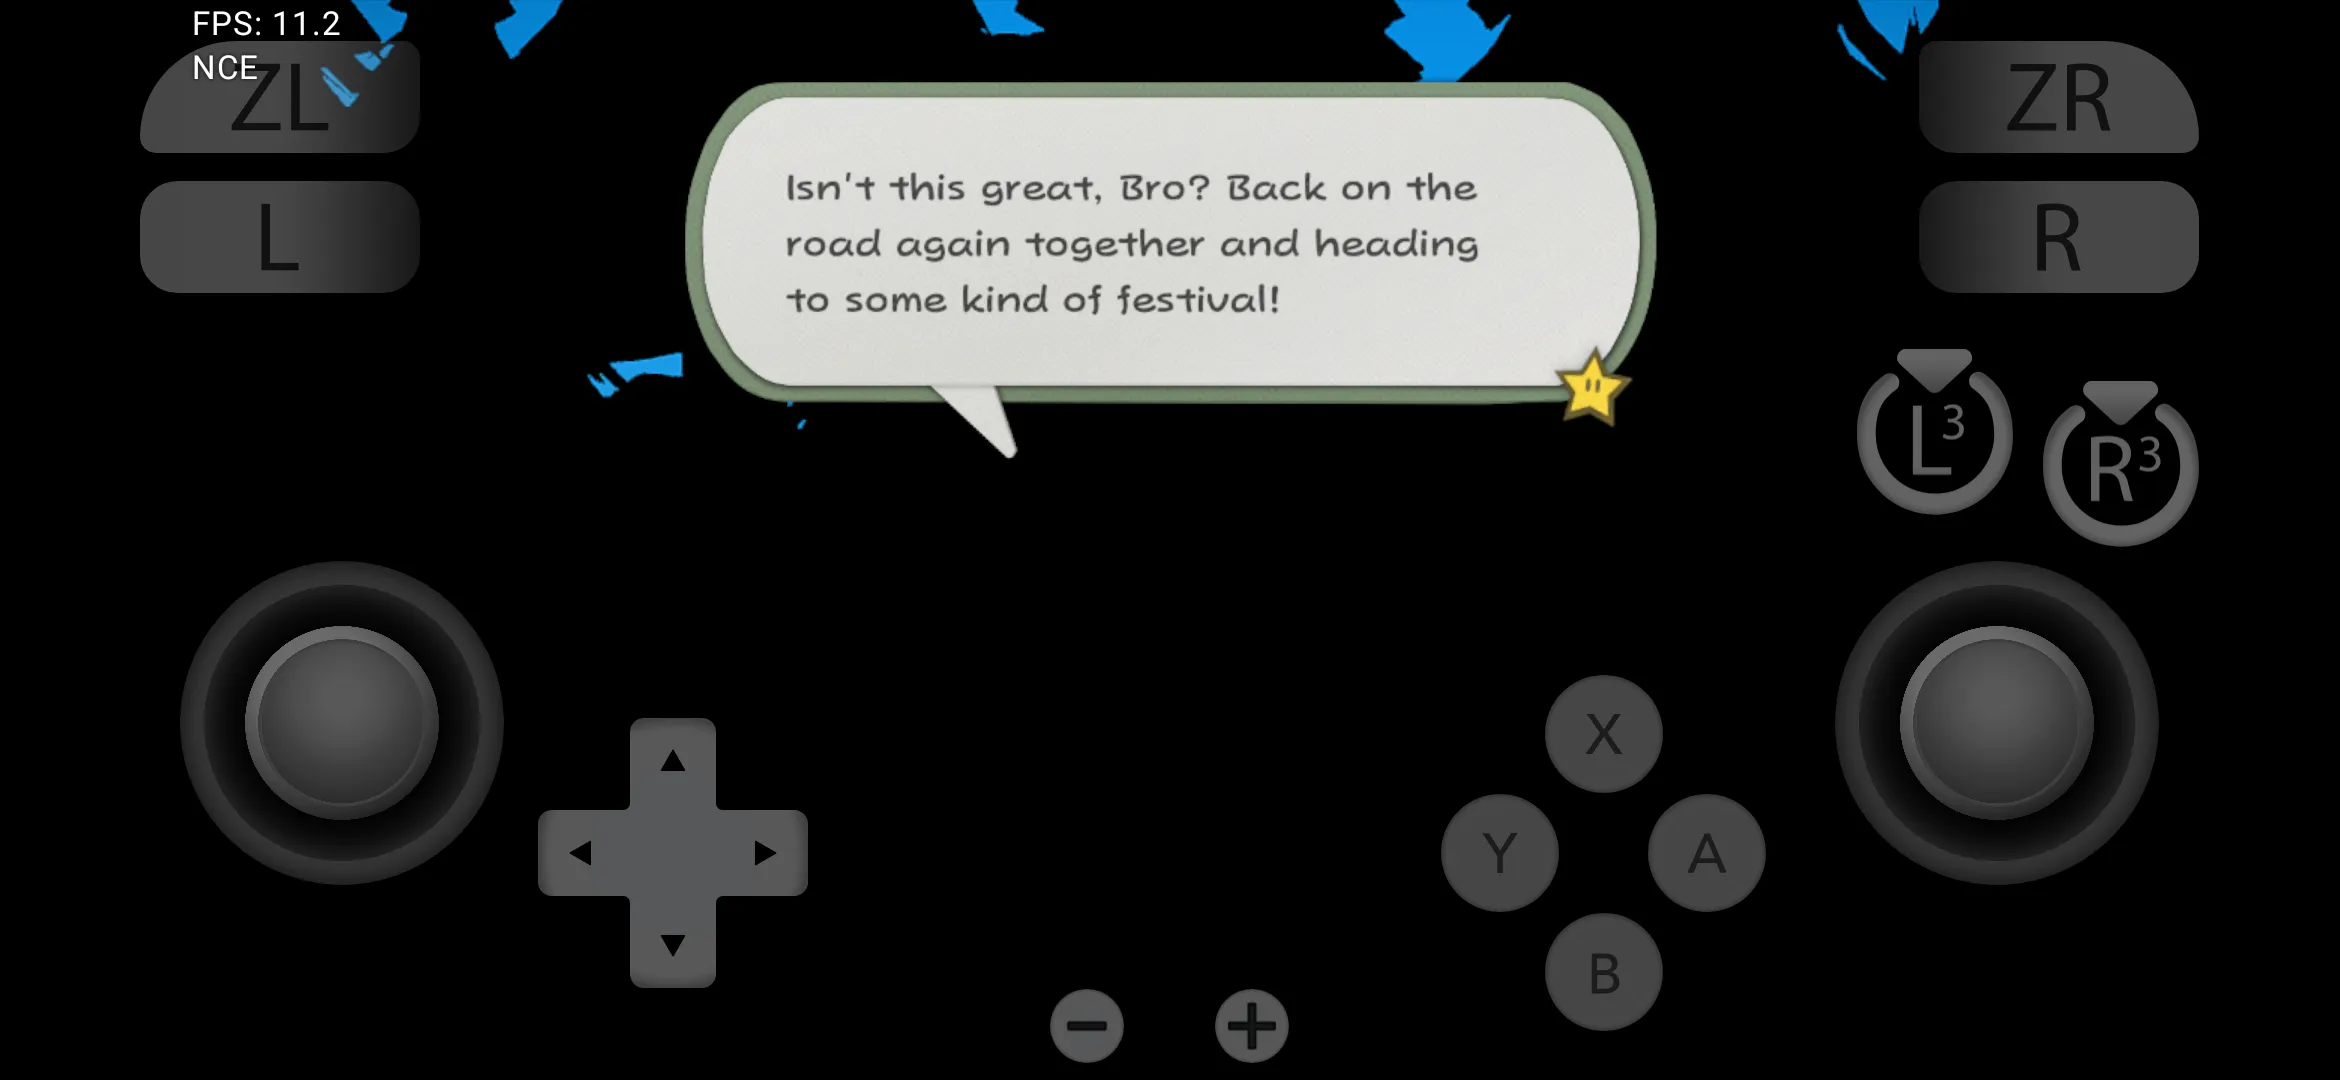 FPS: 11.2
NCE
ZL
ZR
L
R
Isn't this great, Bro? Back on the
road again together and heading
to some kind of festival!
L3
R3
X
Y
A
B